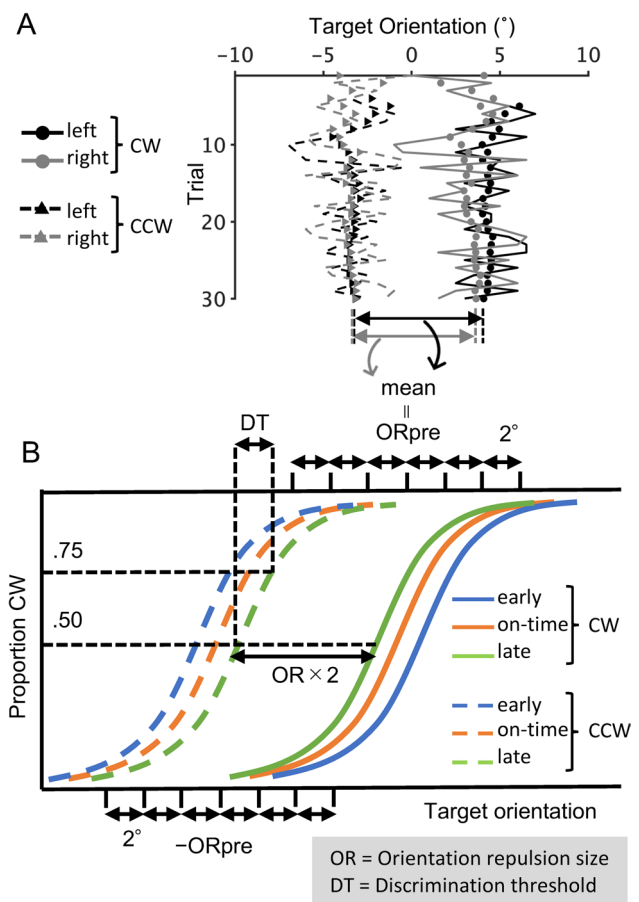 A
Target Orientation (°)
−10 −5 0 5 10
left
right
CW
left
right
CCW
Trial
10
20
30
mean
=
ORpre
B
DT
2°
.75
.50
Proportion CW
OR × 2
early
on-time
late
CW
early
on-time
late
CCW
2°
−ORpre
Target orientation
OR = Orientation repulsion size
DT = Discrimination threshold